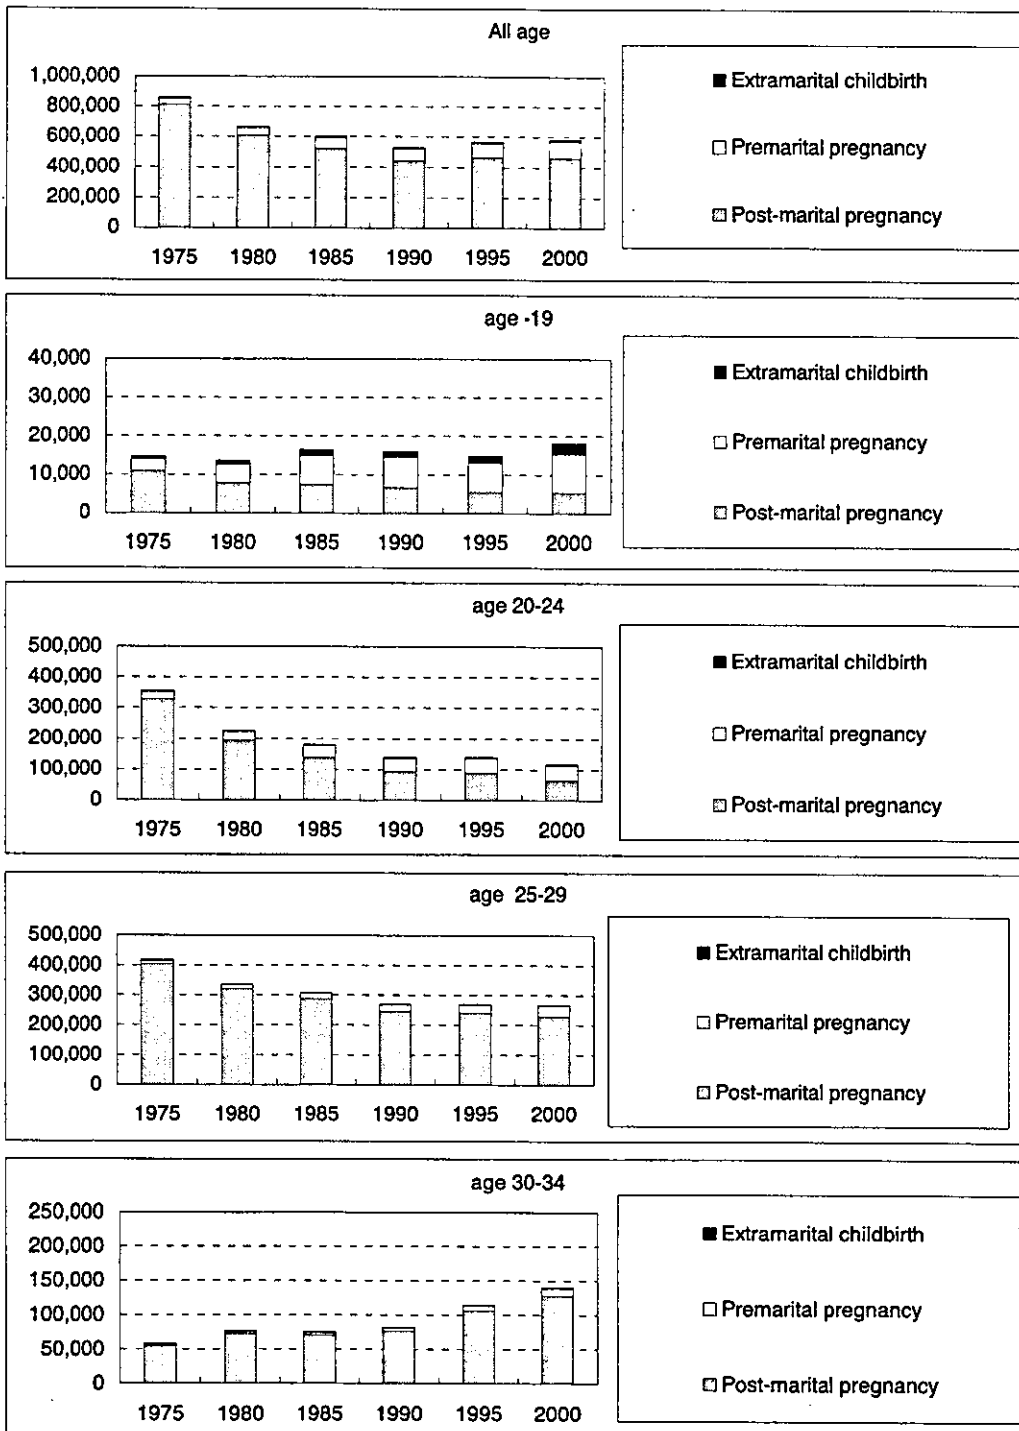 All age
1,000,000
800,000
600,000
400,000
200,000
0
1975 1980 1985 1990 1995 2000
■ Extramarital childbirth
□ Premarital pregnancy
□ Post-marital pregnancy
age -19
40,000
30,000
20,000
10,000
0
1975 1980 1985 1990 1995 2000
■ Extramarital childbirth
□ Premarital pregnancy
□ Post-marital pregnancy
age 20-24
500,000
400,000
300,000
200,000
100,000
0
1975 1980 1985 1990 1995 2000
■ Extramarital childbirth
□ Premarital pregnancy
□ Post-marital pregnancy
age 25-29
500,000
400,000
300,000
200,000
100,000
0
1975 1980 1985 1990 1995 2000
■ Extramarital childbirth
□ Premarital pregnancy
□ Post-marital pregnancy
age 30-34
250,000
200,000
150,000
100,000
50,000
0
1975 1980 1985 1990 1995 2000
■ Extramarital childbirth
□ Premarital pregnancy
□ Post-marital pregnancy